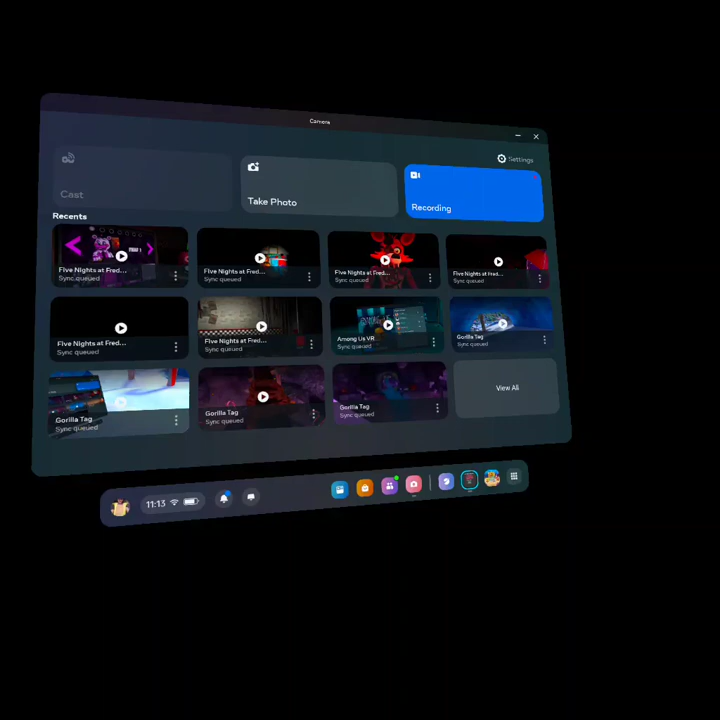 Camera
Settings
Cast
Take Photo
Recording
Recents
Five Nights at Fred...
Sync queued
Five Nights at Fred...
Sync queued
Five Nights at Fred...
Sync queued
Five Nights at Fred...
Sync queued
Five Nights at Fred...
Sync queued
Five Nights at Fred...
Sync queued
Among Us VR
Sync queued
Gorilla Tag
Sync queued
Gorilla Tag
Sync queued
Gorilla Tag
Sync queued
Gorilla Tag
Sync queued
View All
11:13